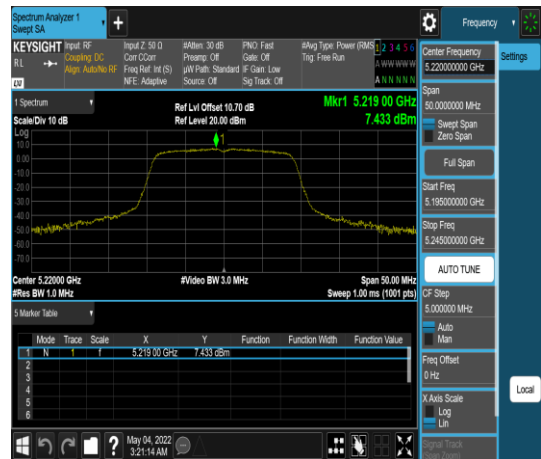 Spectrum Analyzer 1
Swept SA
+
Frequency
KEYSIGHT
RL
Input: RF
Coupling: DC
Align: Auto/No RF
Input Z: 50 Ω
Corr CCorr
Freq Ref: Int (S)
NFE: Adaptive
#Atten: 30 dB
Preamp: Off
µW Path: Standard
Source: Off
PNO: Fast
Gate: Off
IF Gain: Low
Sig Track: Off
#Avg Type: Power (RMS
Trig: Free Run
1 2 3 4 5 6
A W W W W W
A N N N N N
Center Frequency
5.220000000 GHz
Settings
Span
50.0000000 MHz
Swept Span
Zero Span
Full Span
Start Freq
5.195000000 GHz
Stop Freq
5.245000000 GHz
AUTO TUNE
CF Step
5.000000 MHz
Auto
Man
Freq Offset
0 Hz
X Axis Scale
Log
Lin
Signal Track
(Span Zoom)
Local
1 Spectrum
Scale/Div 10 dB
Ref Lvl Offset 10.70 dB
Ref Level 20.00 dBm
Mkr1 5.219 00 GHz
7.433 dBm
Log
10.0
0.00
-10.0
-20.0
-30.0
-40.0
-50.0
-60.0
-70.0
1
Center 5.22000 GHz
#Res BW 1.0 MHz
#Video BW 3.0 MHz
Span 50.00 MHz
Sweep 1.00 ms (1001 pts)
5 Marker Table
Mode Trace Scale X Y Function Function Width Function Value
1 N 1 f 5.219 00 GHz 7.433 dBm
2
3
4
5
6
?
May 04, 2022
3:21:14 AM